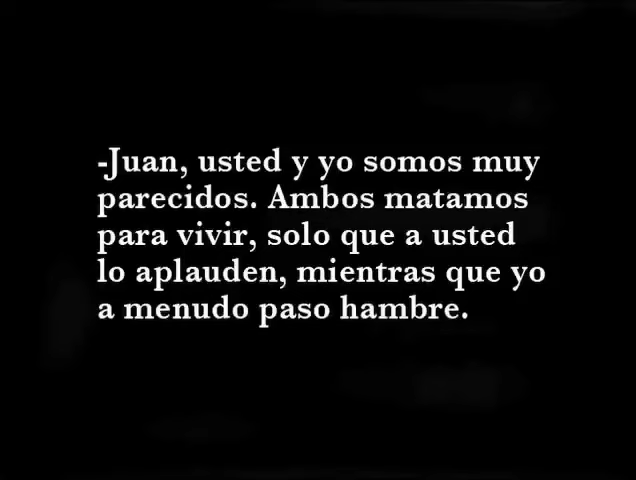 -Juan, usted y yo somos muy
parecidos. Ambos matamos
para vivir, solo que a usted
lo aplauden, mientras que yo
a menudo paso hambre.